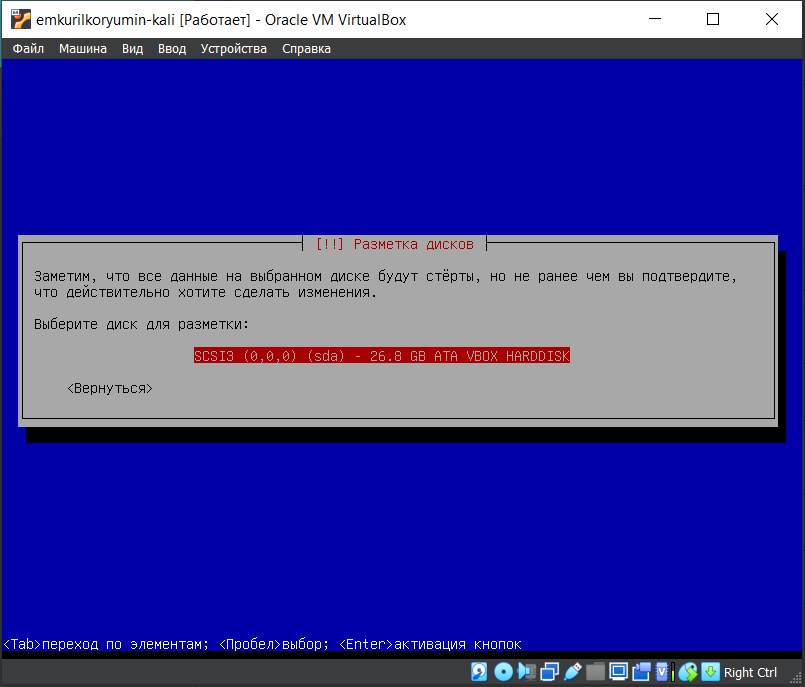 emkurilkoryumin-kali [Работает] - Oracle VM VirtualBox
Файл Машина Вид Ввод Устройства Справка
[!!] Разметка дисков
Заметим, что все данные на выбранном диске будут стёрты, но не ранее чем вы подтвердите,
что действительно хотите сделать изменения.
Выберите диск для разметки:
SCSI3 (0,0,0) (sda) - 26.8 GB ATA VBOX HARDDISK
<Вернуться>
<Tab>переход по элементам; <Пробел>выбор; <Enter>активация кнопок
Right Ctrl